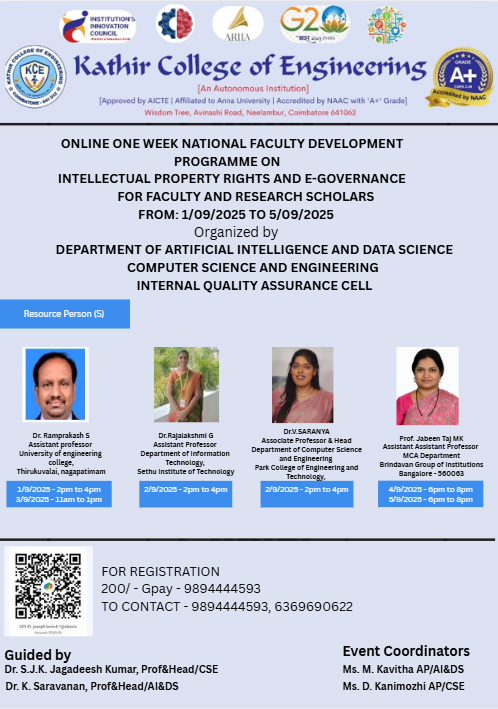 INSTITUTION'S
INNOVATION
COUNCIL
ARIIA
G20
KATHIR COLLEGE OF ENGINEERING
KCE
COIMBATORE - 641 062
Kathir College of Engineering
[An Autonomous Institution]
[Approved by AICTE | Affiliated to Anna University | Accredited by NAAC with 'A+' Grade]
Wisdom Tree, Avinashi Road, Neelambur, Coimbatore 641062
GRADE
A+
Accredited by NAAC
ONLINE ONE WEEK NATIONAL FACULTY DEVELOPMENT
PROGRAMME ON
INTELLECTUAL PROPERTY RIGHTS AND E-GOVERNANCE
FOR FACULTY AND RESEARCH SCHOLARS
FROM: 1/09/2025 TO 5/09/2025
Organized by
DEPARTMENT OF ARTIFICIAL INTELLIGENCE AND DATA SCIENCE
COMPUTER SCIENCE AND ENGINEERING
INTERNAL QUALITY ASSURANCE CELL
Resource Person (S)
Dr. Ramprakash S
Assistant professor
University of engineering
college,
Thirukuvalai, nagapatimam
1/9/2025 - 2pm to 4pm
3/9/2025 - 11am to 1pm
Dr.Rajalakshmi G
Assistant Professor
Department of Information
Technology,
Sethu Institute of Technology
2/9/2025 - 2pm to 4pm
Dr.V.SARANYA
Associate Professor & Head
Department of Computer Science
and Engineering
Park College of Engineering and
Technology,
2/9/2025 - 2pm to 4pm
Prof. Jabeen Taj MK
Assistant Assistant Professor
MCA Department
Brindavan Group of Institutions
Bangalore - 560063
4/9/2025 - 6pm to 8pm
5/9/2025 - 6pm to 8pm
FOR REGISTRATION
200/ - Gpay - 9894444593
TO CONTACT - 9894444593, 6369690622
Guided by
Dr. S.J.K. Jagadeesh Kumar, Prof&Head/CSE
Dr. K. Saravanan, Prof&Head/AI&DS
Event Coordinators
Ms. M. Kavitha AP/AI&DS
Ms. D. Kanimozhi AP/CSE